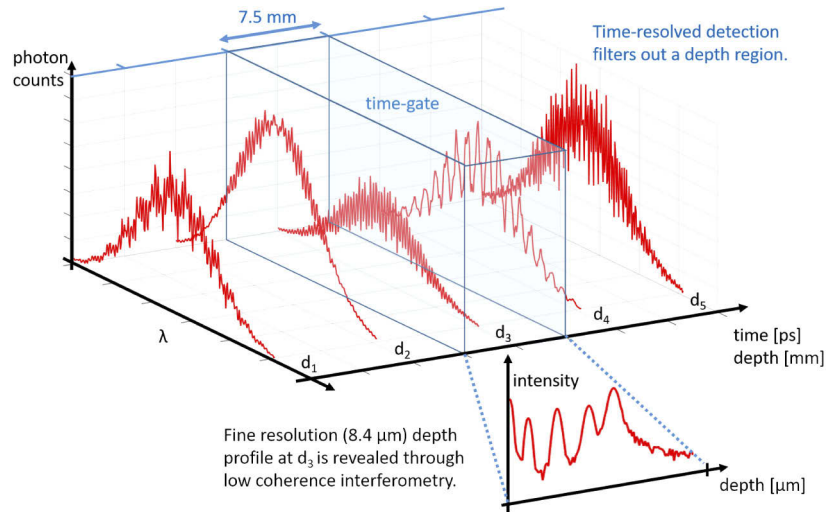 7.5 mm
Time-resolved detection
filters out a depth region.
photon
counts
time-gate
λ
d1
d2
d3
d4
d5
time [ps]
depth [mm]
intensity
Fine resolution (8.4 µm) depth
profile at d3 is revealed through
low coherence interferometry.
depth [µm]